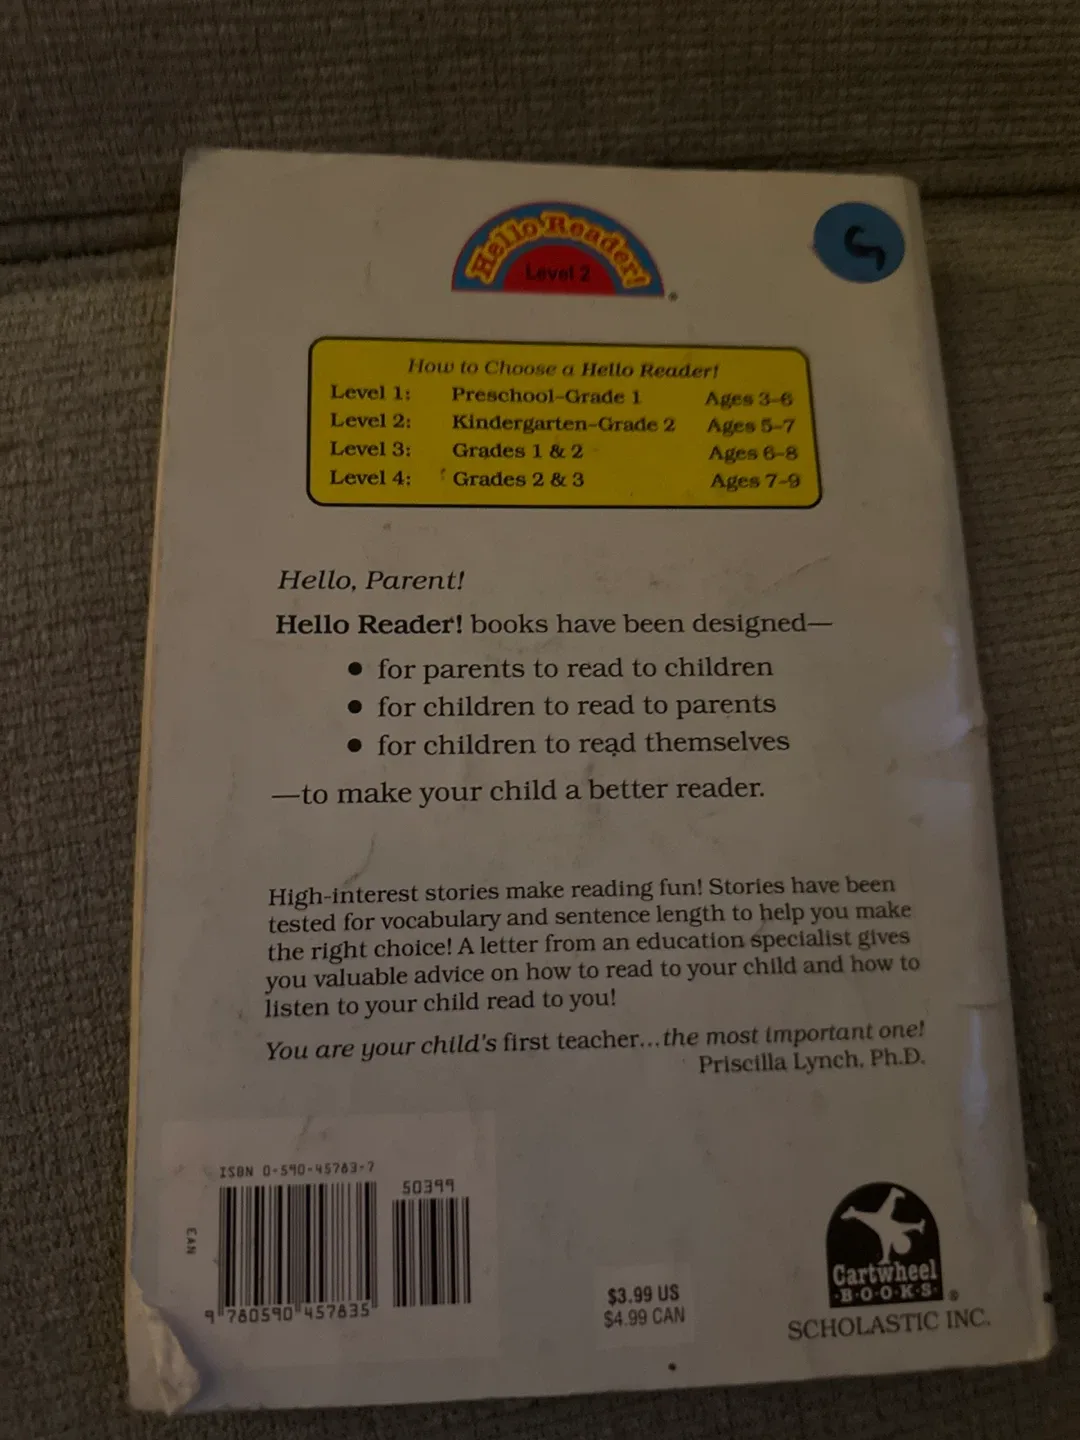 Hello Reader!
Level 2
®
How to Choose a Hello Reader!
Level 1: Preschool-Grade 1 Ages 3-6
Level 2: Kindergarten-Grade 2 Ages 5-7
Level 3: Grades 1 & 2 Ages 6-8
Level 4: Grades 2 & 3 Ages 7-9
Hello, Parent!
Hello Reader! books have been designed—
• for parents to read to children
• for children to read to parents
• for children to read themselves
—to make your child a better reader.
High-interest stories make reading fun! Stories have been
tested for vocabulary and sentence length to help you make
the right choice! A letter from an education specialist gives
you valuable advice on how to read to your child and how to
listen to your child read to you!
You are your child's first teacher...the most important one!
Priscilla Lynch, Ph.D.
ISBN 0-590-45783-7
50399
EAN
9 780590 457835
$3.99 US
$4.99 CAN
Cartwheel
·B·O·O·K·S·
®
SCHOLASTIC INC.